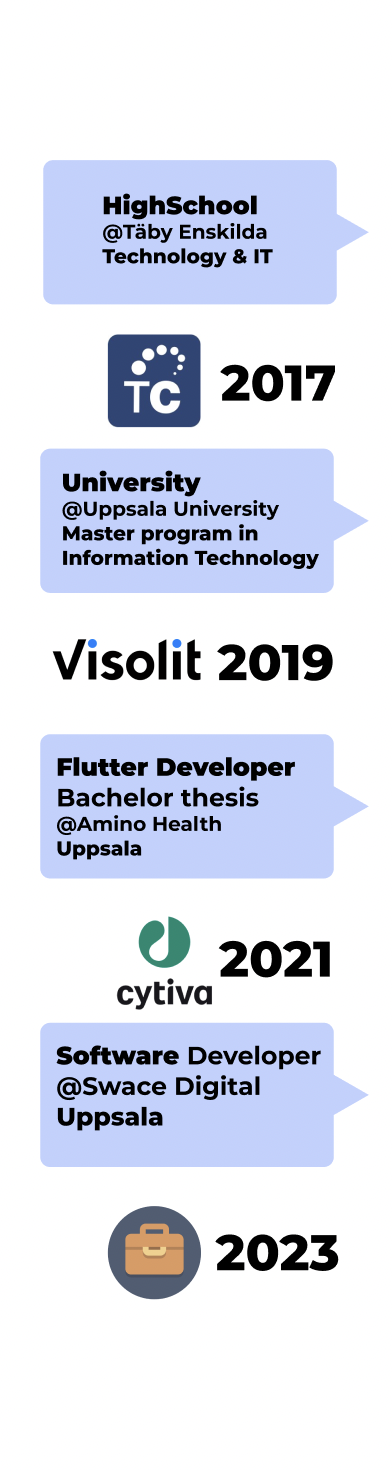 HighSchool
@Täby Enskilda
Technology & IT
TC 2017
University
@Uppsala University
Master program in
Information Technology
Visolit 2019
Flutter Developer
Bachelor thesis
@Amino Health
Uppsala
2021
cytiva
Software Developer
@Swace Digital
Uppsala
2023